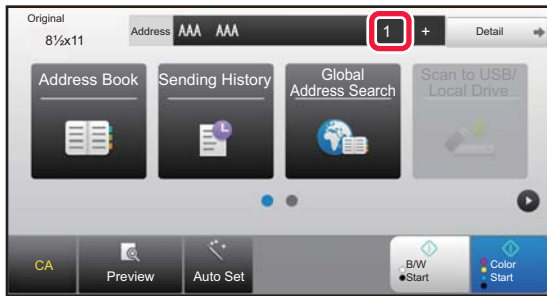 Original
8½x11
Address AAA AAA 1 + Detail
Address Book
Sending History
Global
Address Search
Scan to USB/
Local Drive
CA
Preview
Auto Set
B/W
Start
Color
Start